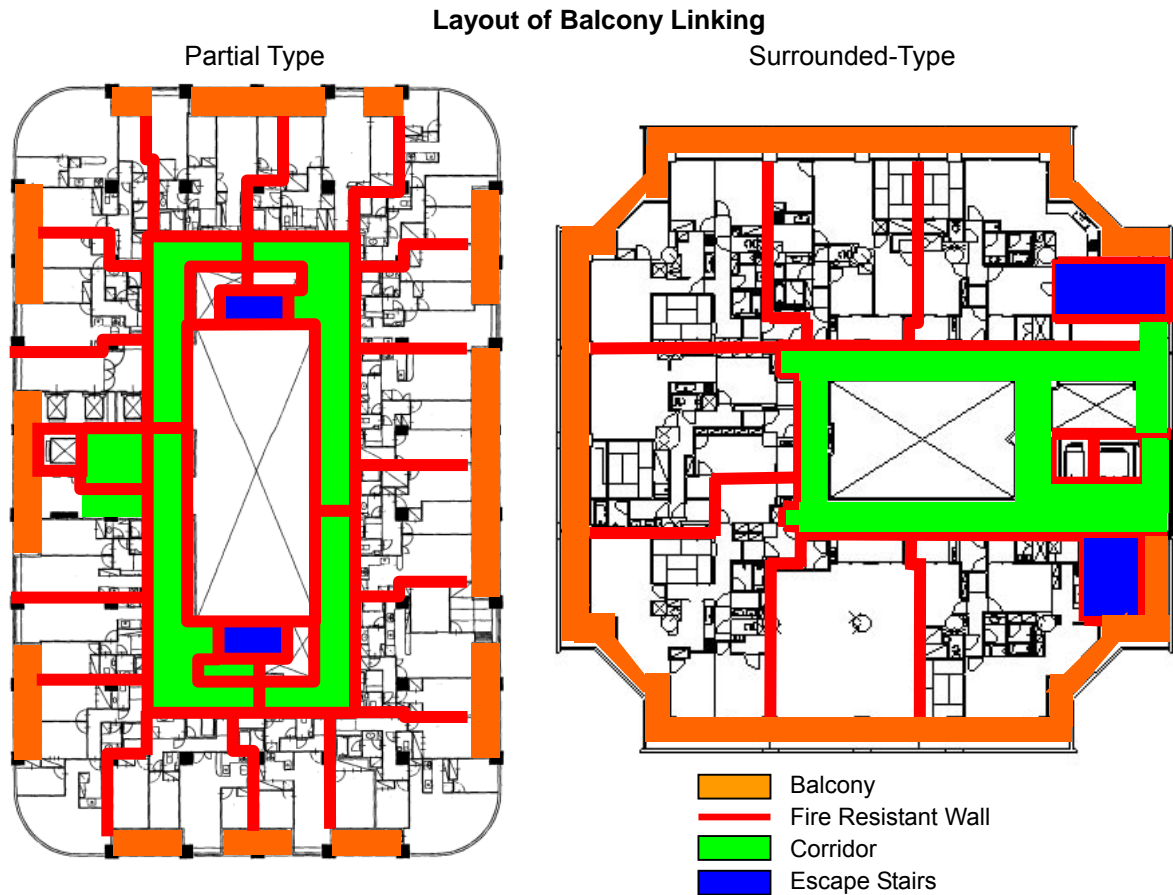 Layout of Balcony Linking
Partial Type
Surrounded-Type
Balcony
Fire Resistant Wall
Corridor
Escape Stairs